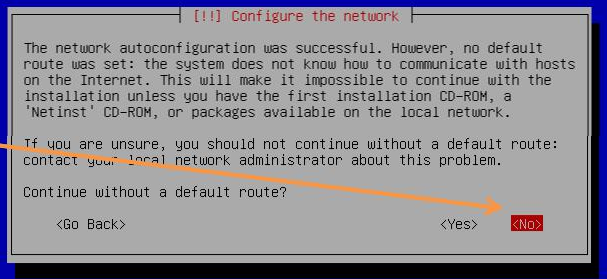 [!!] Configure the network
The network autoconfiguration was successful. However, no default
route was set: the system does not know how to communicate with hosts
on the Internet. This will make it impossible to continue with the
installation unless you have the first installation CD-ROM, a
'Netinst' CD-ROM, or packages available on the local network.
If you are unsure, you should not continue without a default route:
contact your local network administrator about this problem.
Continue without a default route?
<Go Back> <Yes> <No>